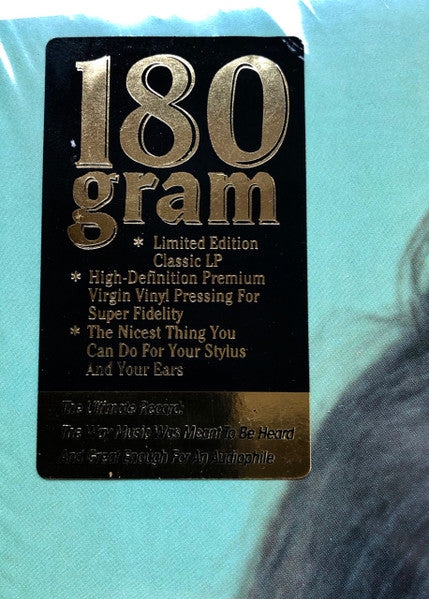 180
gram
* Limited Edition
Classic LP
* High-Definition Premium
Virgin Vinyl Pressing For
Super Fidelity
* The Nicest Thing You
Can Do For Your Stylus
And Your Ears
The Ultimate Record:
The Way Music Was Meant To Be Heard
And Great Enough For An Audiophile